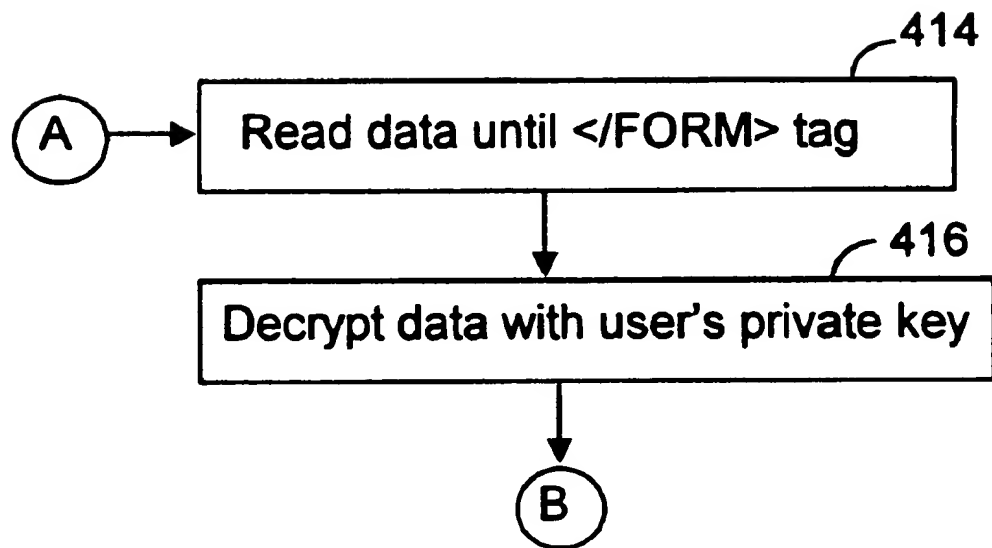 414
A
Read data until </FORM> tag
416
Decrypt data with user's private key
B